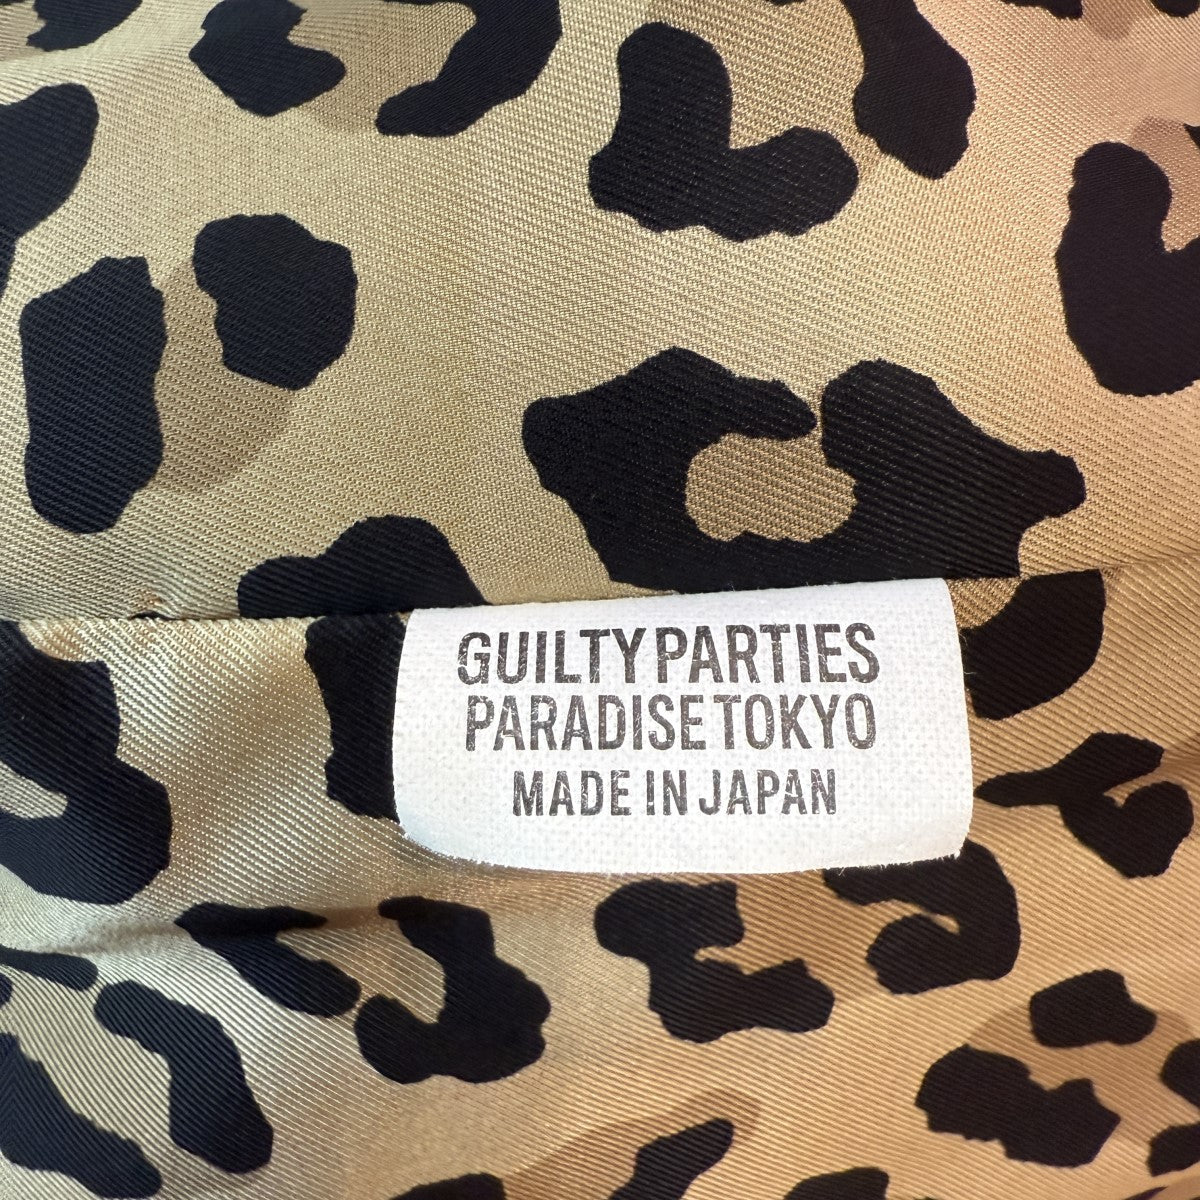 GUILTY PARTIES
PARADISE TOKYO
MADE IN JAPAN